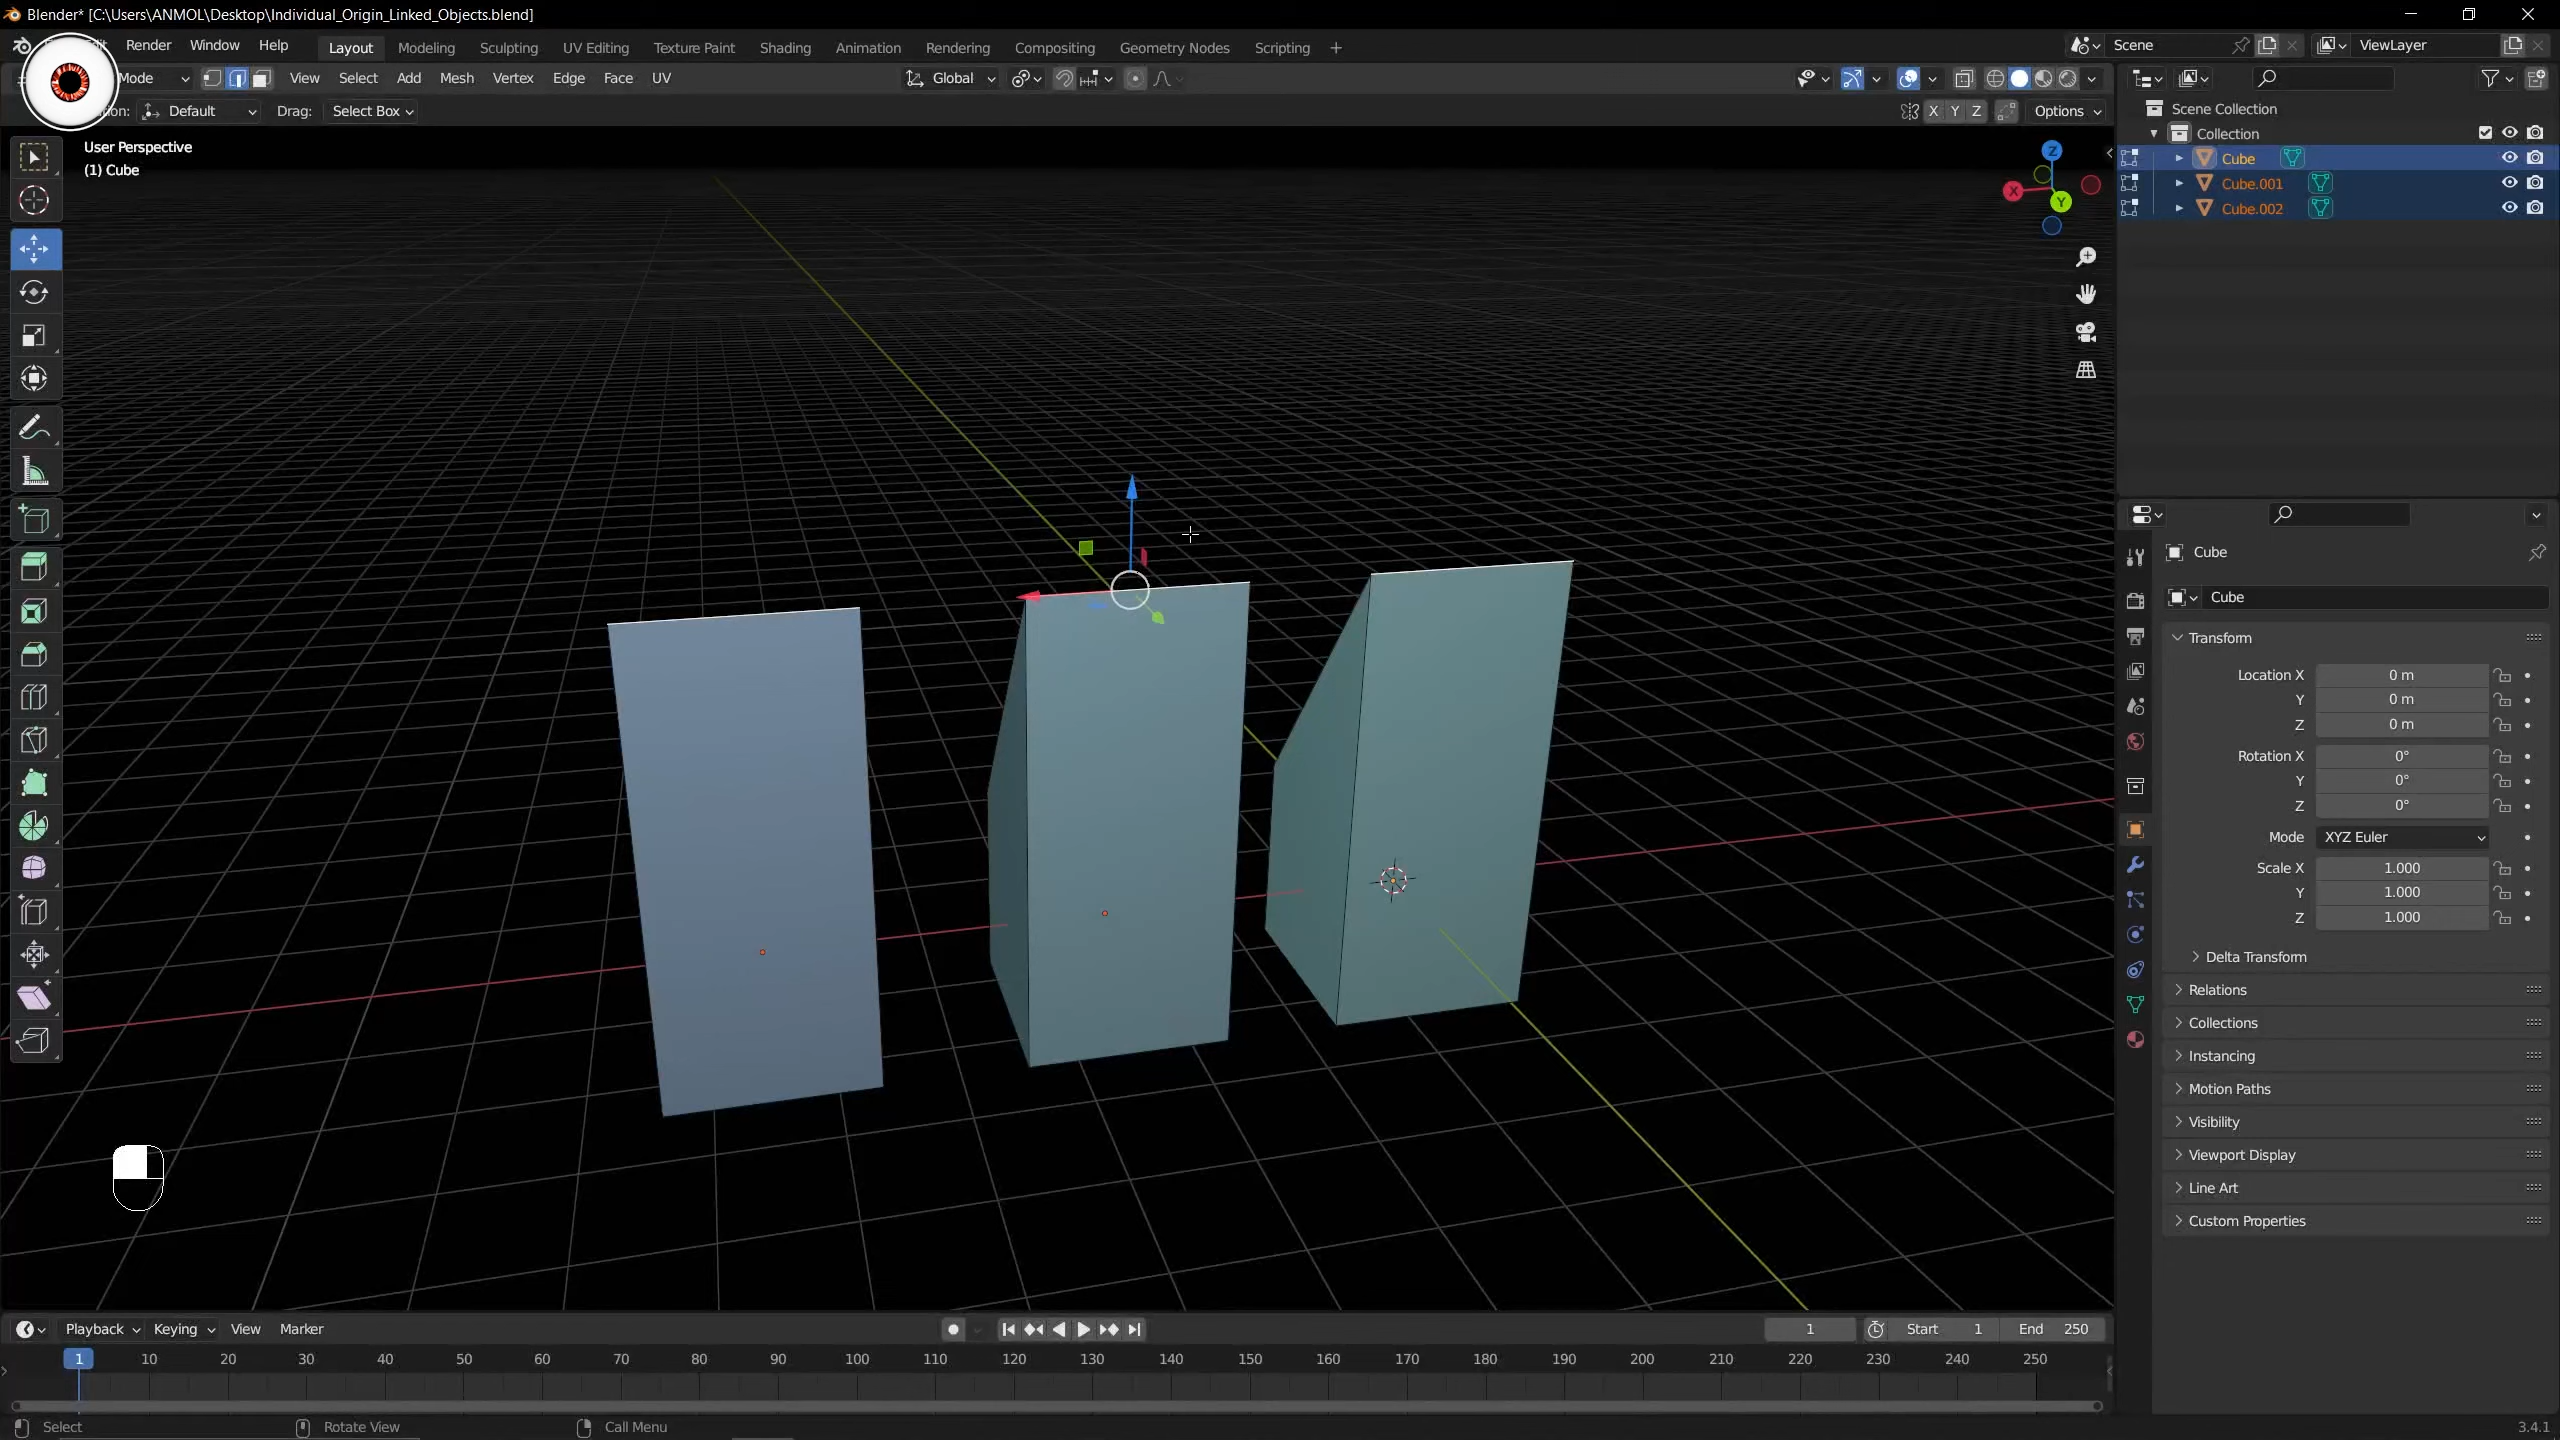 Blender* [C:\Users\ANMOL\Desktop\Individual_Origin_Linked_Objects.blend]
Render Window Help Layout Modeling Sculpting UV Editing Texture Paint Shading Animation Rendering Compositing Geometry Nodes Scripting + Scene ViewLayer
Mode View Select Add Mesh Vertex Edge Face UV Global
Default Drag: Select Box X Y Z Options
User Perspective
(1) Cube
Z
X
Y
Scene Collection
Collection
Cube
Cube.001
Cube.002
Cube
Cube
Transform
Location X 0 m
Y 0 m
Z 0 m
Rotation X 0°
Y 0°
Z 0°
Mode XYZ Euler
Scale X 1.000
Y 1.000
Z 1.000
Delta Transform
Relations
Collections
Instancing
Motion Paths
Visibility
Viewport Display
Line Art
Custom Properties
Playback Keying View Marker 1 Start 1 End 250
1 10 20 30 40 50 60 70 80 90 100 110 120 130 140 150 160 170 180 190 200 210 220 230 240 250
Select Rotate View Call Menu 3.4.1